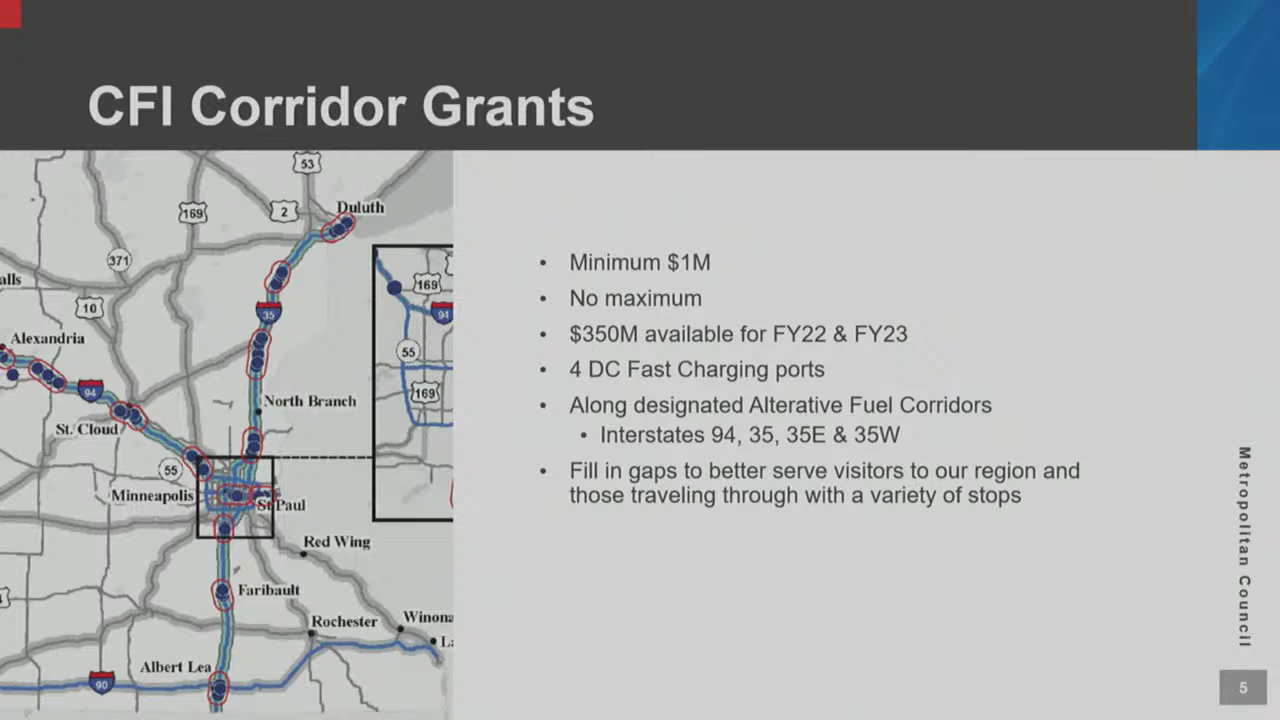 CFI Corridor Grants
53
169
2
Duluth
371
alls
10
35
169
94
Alexandria
55
94
North Branch
169
St. Cloud
55
Minneapolis
St Paul
Red Wing
Faribault
Rochester
Winona
L
Albert Lea
90
• Minimum $1M
• No maximum
• $350M available for FY22 & FY23
• 4 DC Fast Charging ports
• Along designated Alterative Fuel Corridors
• Interstates 94, 35, 35E & 35W
• Fill in gaps to better serve visitors to our region and
those traveling through with a variety of stops
Metropolitan Council
5